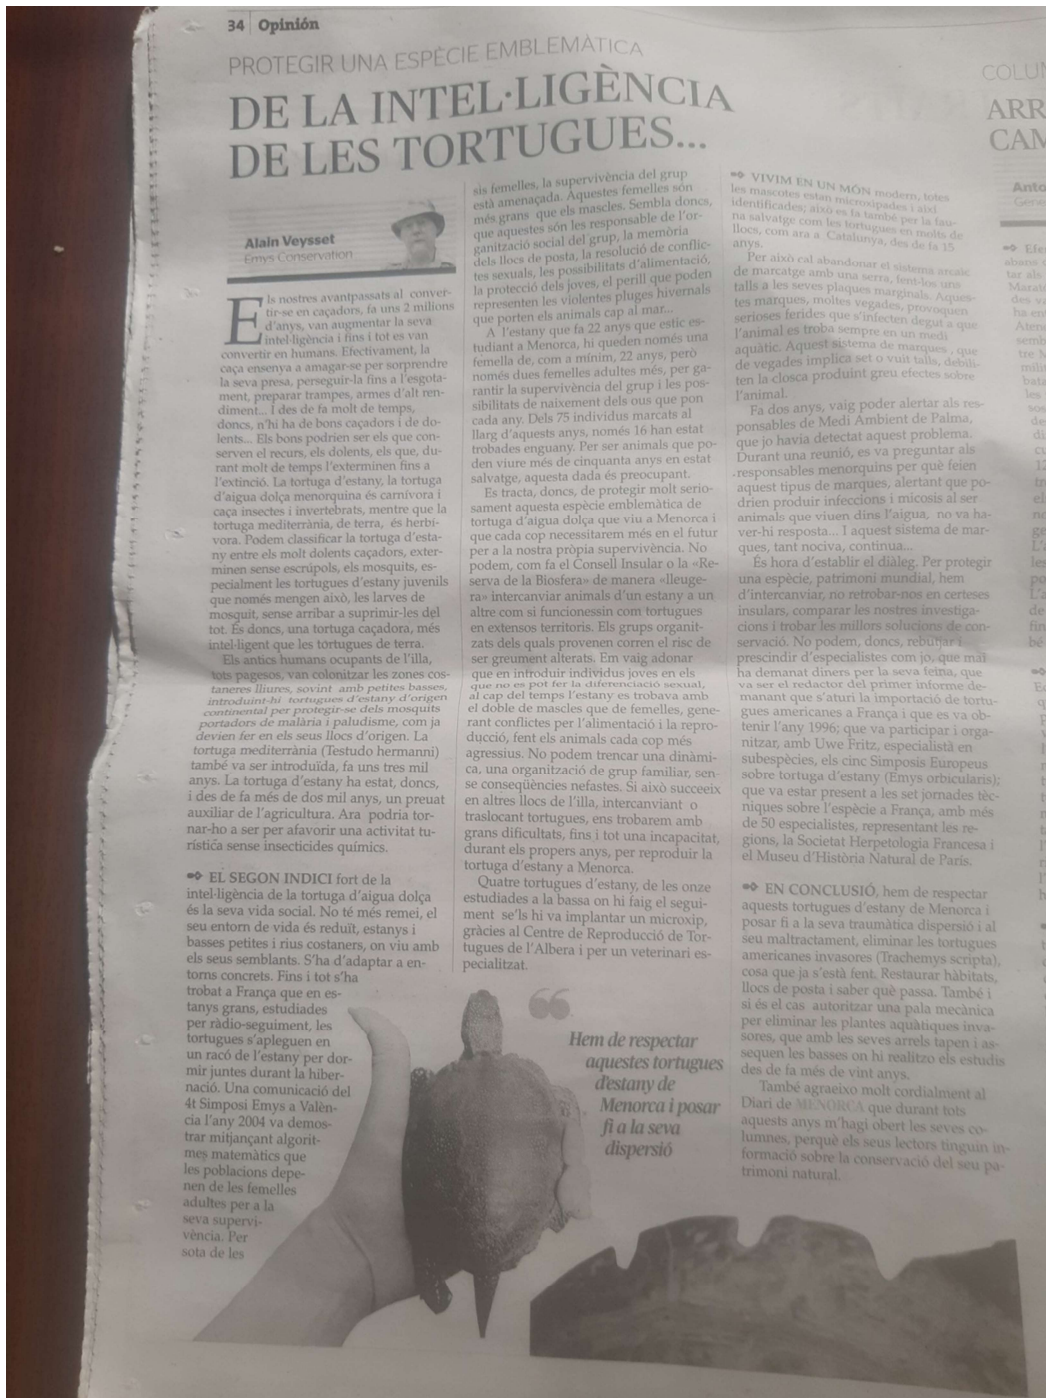 34 Opinión
PROTEGIR UNA ESPÈCIE EMBLEMÀTICA
DE LA INTEL·LIGÈNCIA
DE LES TORTUGUES...
Alain Veysset
Emys Conservation
Els nostres avantpassats al conver-
tir-se en caçadors, fa uns 2 milions
d'anys, van augmentar la seva
intel·ligència i fins i tot es van
convertir en humans. Efectivament, la
caça ensenya a amagar-se per sorprendre
la seva presa, perseguir-la fins a l'esgota-
ment, preparar trampes, armes d'alt ren-
diment... I des de fa molt de temps,
doncs, n'hi ha de bons caçadors i de do-
lents... Els bons podrien ser els que con-
serven el recurs, els dolents, els que, du-
rant molt de temps l'exterminen fins a
l'extinció. La tortuga d'estany, la tortuga
d'aigua dolça menorquina és carnívora i
caça insectes i invertebrats, mentre que la
tortuga mediterrània, de terra, és herbí-
vora. Podem classificar la tortuga d'esta-
ny entre els molt dolents caçadors, exter-
minen sense escrúpols, els mosquits, es-
pecialment les tortugues d'estany juvenils
que només mengen això, les larves de
mosquit, sense arribar a suprimir-les del
tot. És doncs, una tortuga caçadora, més
intel·ligent que les tortugues de terra.
Els antics humans ocupants de l'illa,
tots pagesos, van colonitzar les zones cos-
taneres lliures, sovint amb petites basses,
introduint-hi tortugues d'estany d'origen
continental per protegir-se dels mosquits
portadors de malària i paludisme, com ja
devien fer en els seus llocs d'origen. La
tortuga mediterrània (Testudo hermanni)
també va ser introduïda, fa uns tres mil
anys. La tortuga d'estany ha estat, doncs,
i des de fa més de dos mil anys, un preuat
auxiliar de l'agricultura. Ara podria tor-
nar-ho a ser per afavorir una activitat tu-
rística sense insecticides químics.
EL SEGON INDICI fort de la
intel·ligència de la tortuga d'aigua dolça
és la seva vida social. No té més remei, el
seu entorn de vida és reduït, estanys i
basses petites i rius costaners, on viu amb
els seus semblants. S'ha d'adaptar a en-
torns concrets. Fins i tot s'ha
trobat a França que en es-
tanys grans, estudiades
per ràdio-seguiment, les
tortugues s'apleguen en
un racó de l'estany per dor-
mir juntes durant la hiber-
nació. Una comunicació del
4t Simposi Emys a Valèn-
cia l'any 2004 va demos-
trar mitjançant algorit-
mes matemàtics que
les poblacions depe-
nen de les femelles
adultes per a la
seva supervi-
vència. Per
sota de les
sis femelles, la supervivència del grup
està amenaçada. Aquestes femelles són
més grans que els mascles. Sembla doncs,
que aquestes són les responsable de l'or-
ganització social del grup, la memòria
dels llocs de posta, la resolució de conflic-
tes sexuals, les possibilitats d'alimentació,
la protecció dels joves, el perill que poden
representen les violentes pluges hivernals
que porten els animals cap al mar...
A l'estany que fa 22 anys que estic es-
tudiant a Menorca, hi queden només una
femella de, com a mínim, 22 anys, però
només dues femelles adultes més, per ga-
rantir la supervivència del grup i les pos-
sibilitats de naixement dels ous que pon
cada any. Dels 75 individus marcats al
llarg d'aquests anys, només 16 han estat
trobades enguany. Per ser animals que po-
den viure més de cinquanta anys en estat
salvatge, aquesta dada és preocupant.
Es tracta, doncs, de protegir molt serio-
sament aquesta espècie emblemàtica de
tortuga d'aigua dolça que viu a Menorca i
que cada cop necessitarem més en el futur
per a la nostra pròpia supervivència. No
podem, com fa el Consell Insular o la «Re-
serva de la Biosfera» de manera «lleuge-
ra» intercanviar animals d'un estany a un
altre com si funcionessin com tortugues
en extensos territoris. Els grups organit-
zats dels quals provenen corren el risc de
ser greument alterats. Em vaig adonar
que en introduir individus joves en els
que no es pot fer la diferenciació sexual,
al cap del temps l'estany es trobava amb
el doble de mascles que de femelles, gene-
rant conflictes per l'alimentació i la repro-
ducció, fent els animals cada cop més
agressius. No podem trencar una dinàmi-
ca, una organització de grup familiar, sen-
se conseqüències nefastes. Si això succeeix
en altres llocs de l'illa, intercanviant o
traslocant tortugues, ens trobarem amb
grans dificultats, fins i tot una incapacitat,
durant els propers anys, per reproduir la
tortuga d'estany a Menorca.
Quatre tortugues d'estany, de les onze
estudiades a la bassa on hi faig el segui-
ment se'ls hi va implantar un microxip,
gràcies al Centre de Reproducció de Tor-
tugues de l'Albera i per un veterinari es-
pecialitzat.
Hem de respectar
aquestes tortugues
d'estany de
Menorca i posar
fi a la seva
dispersió
VIVIM EN UN MÓN modern, totes
les mascotes estan microxipades i així
identificades; això es fa també per la fau-
na salvatge com les tortugues en molts de
llocs, com ara a Catalunya, des de fa 15
anys.
Per això cal abandonar el sistema arcaic
de marcatge amb una serra, fent-los uns
talls a les seves plaques marginals. Aques-
tes marques, moltes vegades, provoquen
serioses ferides que s'infecten degut a que
l'animal es troba sempre en un medi
aquàtic. Aquest sistema de marques, que
de vegades implica set o vuit talls, debili-
ten la closca produint greu efectes sobre
l'animal.
Fa dos anys, vaig poder alertar als res-
ponsables de Medi Ambient de Palma,
que jo havia detectat aquest problema.
Durant una reunió, es va preguntar als
responsables menorquins per què feien
aquest tipus de marques, alertant que po-
drien produir infeccions i micosis al ser
animals que viuen dins l'aigua, no va ha-
ver-hi resposta... I aquest sistema de mar-
ques, tant nociva, continua...
És hora d'establir el diàleg. Per protegir
una espècie, patrimoni mundial, hem
d'intercanviar, no retrobar-nos en certeses
insulars, comparar les nostres investiga-
cions i trobar les millors solucions de con-
servació. No podem, doncs, rebutjar i
prescindir d'especialistes com jo, que mai
ha demanat diners per la seva feina, que
va ser el redactor del primer informe de-
manant que s'aturi la importació de tortu-
gues americanes a França i que es va ob-
tenir l'any 1996; que va participar i orga-
nitzar, amb Uwe Fritz, especialistà en
subespècies, els cinc Simposis Europeus
sobre tortuga d'estany (Emys orbicularis);
que va estar present a les set jornades tèc-
niques sobre l'espècie a França, amb més
de 50 especialistes, representant les re-
gions, la Societat Herpetologia Francesa i
el Museu d'Història Natural de París.
EN CONCLUSIÓ, hem de respectar
aquests tortugues d'estany de Menorca i
posar fi a la seva traumàtica dispersió i al
seu maltractament, eliminar les tortugues
americanes invasores (Trachemys scripta),
cosa que ja s'està fent. Restaurar hàbitats,
llocs de posta i saber què passa. També i
si és el cas autoritzar una pala mecànica
per eliminar les plantes aquàtiques inva-
sores, que amb les seves arrels tapen i as-
sequen les basses on hi realitzo els estudis
des de fa més de vint anys.
També agraeixo molt cordialment al
Diari de MENORCA que durant tots
aquests anys m'hagi obert les seves co-
lumnes, perquè els seus lectors tinguin in-
formació sobre la conservació del seu pa-
trimoni natural.
COLUM
ARR
CAM
Anto
Gene